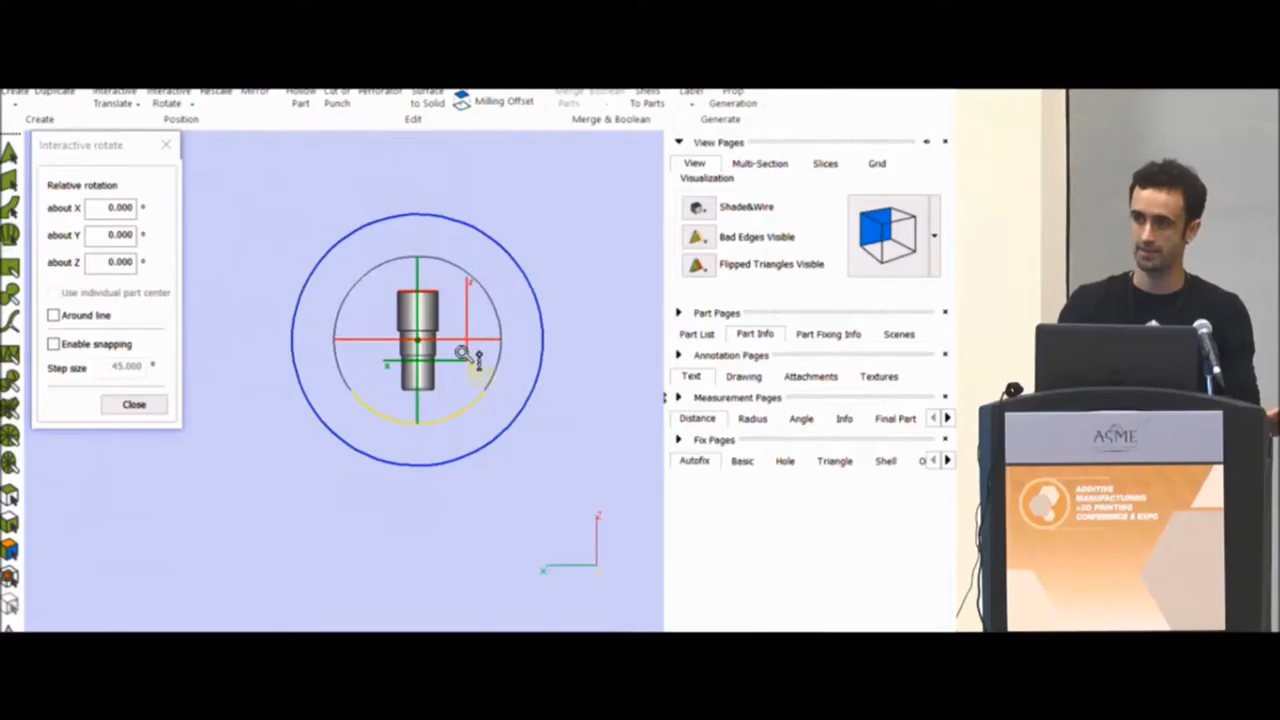 Create Duplicate Interactive Translate Interactive Rotate Rescale Mirror Hollow Part Cut or Punch Perforator Surface to Solid Milling Offset Merge Parts Boolean Shells To Parts Label Prop Generation
Create Position Edit Merge & Boolean Generate
Interactive rotate
Relative rotation
about X 0.000 °
about Y 0.000 °
about Z 0.000 °
Use individual part center
Around line
Enable snapping
Step size 45.000 °
Close
z
x
z
x
View Pages
View Multi-Section Slices Grid
Visualization
Shade&Wire
Bad Edges Visible
Flipped Triangles Visible
Part Pages
Part List Part Info Part Fixing Info Scenes
Annotation Pages
Text Drawing Attachments Textures
Measurement Pages
Distance Radius Angle Info Final Part
Fix Pages
Autofix Basic Hole Triangle Shell
ASME
ADDITIVE
MANUFACTURING
+3D PRINTING
CONFERENCE & EXPO